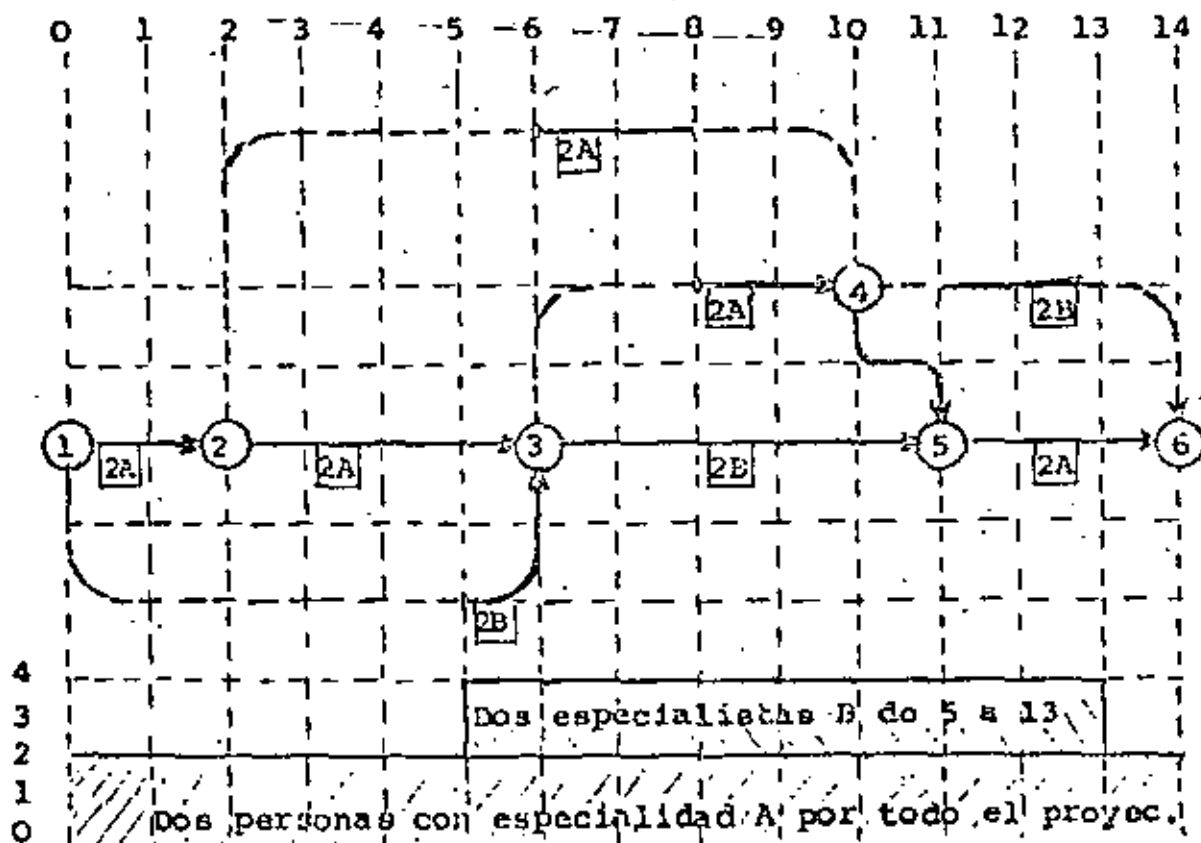 0 1 2 3 4 5 6 7 8 9 10 11 12 13 14
2A
4
2A
2B
1 2 3 5 6
2A 2A 2B 2A
2B
4
3 Dos especialistas B de 5 a 13
2
1
0 Dos personas con especialidad A por todo el proyec.